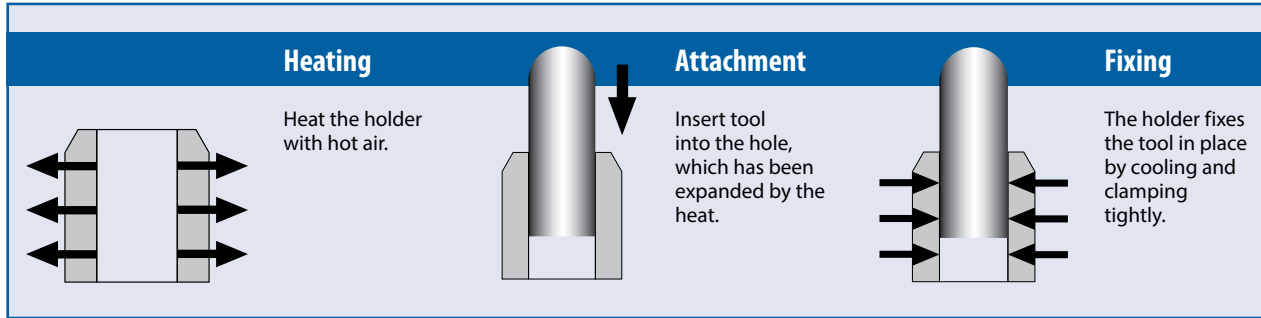 Heating
Heat the holder
with hot air.
Attachment
Insert tool
into the hole,
which has been
expanded by the
heat.
Fixing
The holder fixes
the tool in place
by cooling and
clamping
tightly.